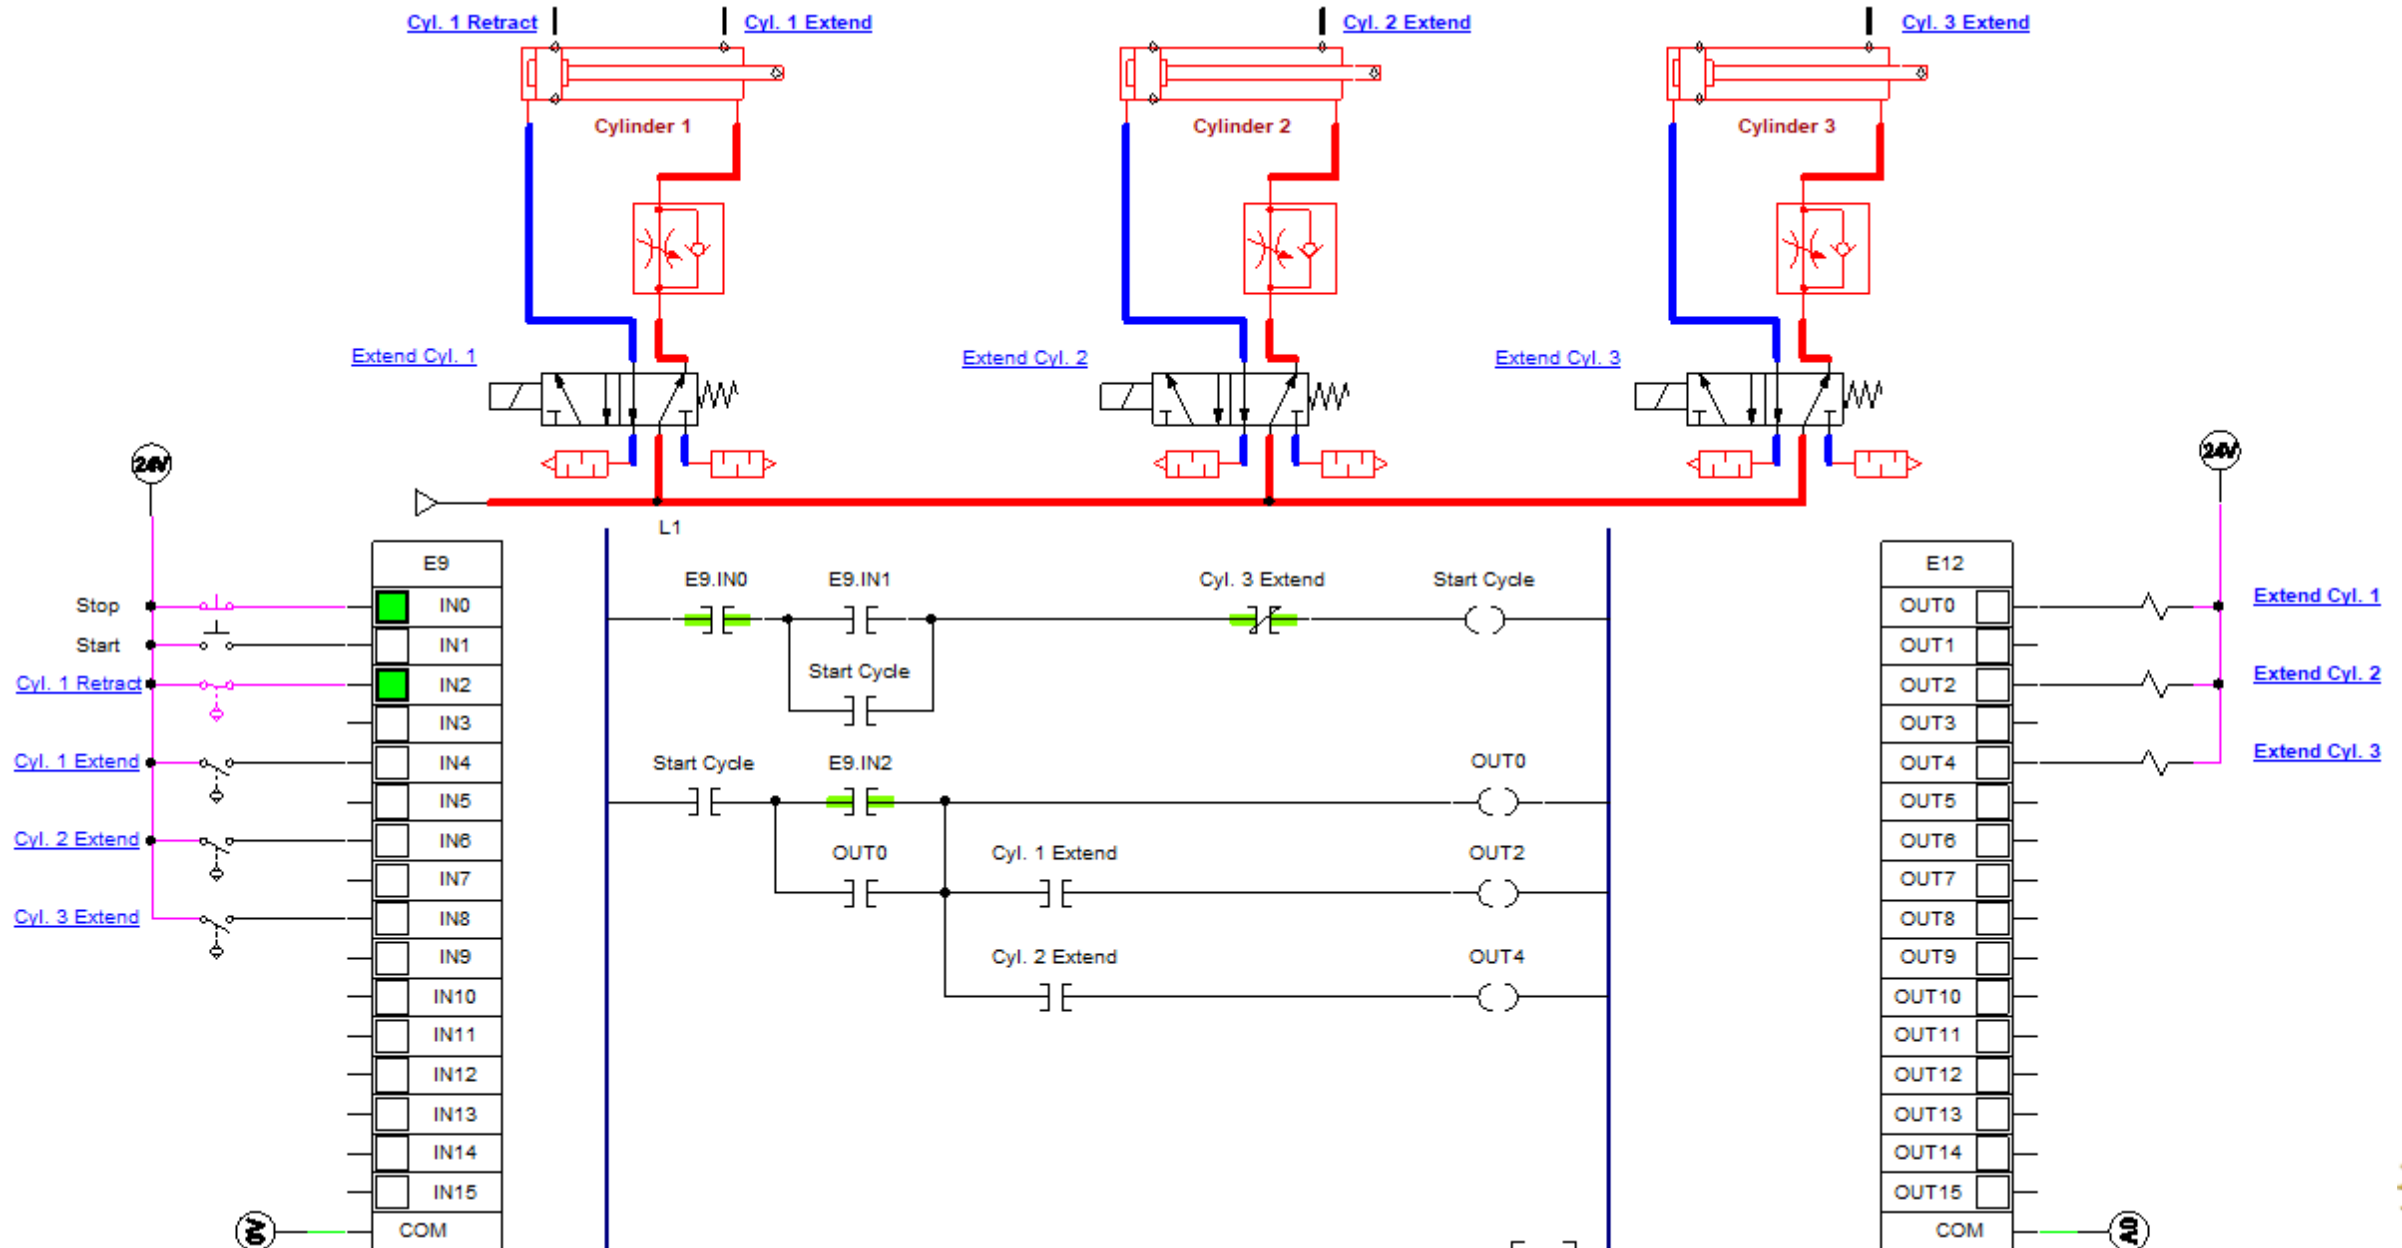 Cyl. 1 Retract
Cyl. 1 Extend
Cyl. 2 Extend
Cyl. 3 Extend
Cylinder 1
Cylinder 2
Cylinder 3
Extend Cyl. 1
Extend Cyl. 2
Extend Cyl. 3
24V
24V
L1
E9
Stop
IN0
Start
IN1
Cyl. 1 Retract
IN2
IN3
Cyl. 1 Extend
IN4
IN5
Cyl. 2 Extend
IN6
IN7
Cyl. 3 Extend
IN8
IN9
IN10
IN11
IN12
IN13
IN14
IN15
0V
COM
E9.IN0
E9.IN1
Cyl. 3 Extend
Start Cycle
Start Cycle
Start Cycle
E9.IN2
OUT0
OUT0
Cyl. 1 Extend
OUT2
Cyl. 2 Extend
OUT4
E12
OUT0
Extend Cyl. 1
OUT1
OUT2
Extend Cyl. 2
OUT3
OUT4
Extend Cyl. 3
OUT5
OUT6
OUT7
OUT8
OUT9
OUT10
OUT11
OUT12
OUT13
OUT14
OUT15
COM
0V